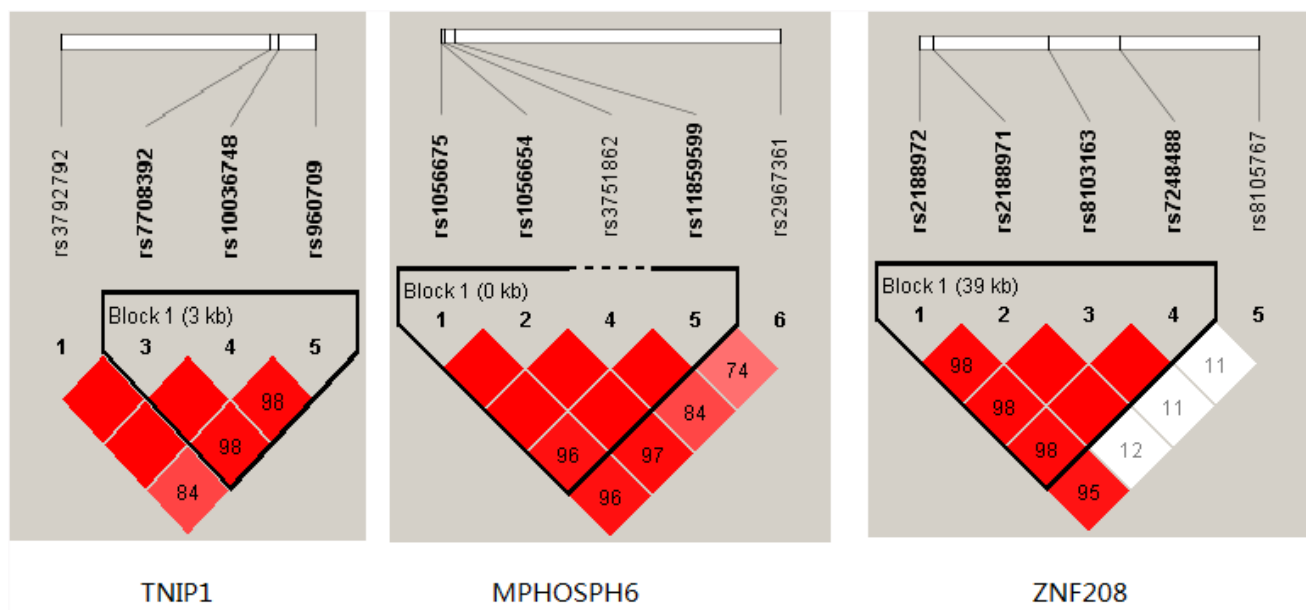 rs3792792
rs7708392
rs10036748
rs960709
Block 1 (3 kb)
1 3 4 5
98
98
84
TNIP1
rs1056675
rs1056654
rs3751862
rs11859599
rs2967361
Block 1 (0 kb)
1 2 4 5 6
74
84
96 97
96
MPHOSPH6
rs2188972
rs2188971
rs8103163
rs7248488
rs8105767
Block 1 (39 kb)
1 2 3 4 5
98 11
98 11
98 12
95
ZNF208